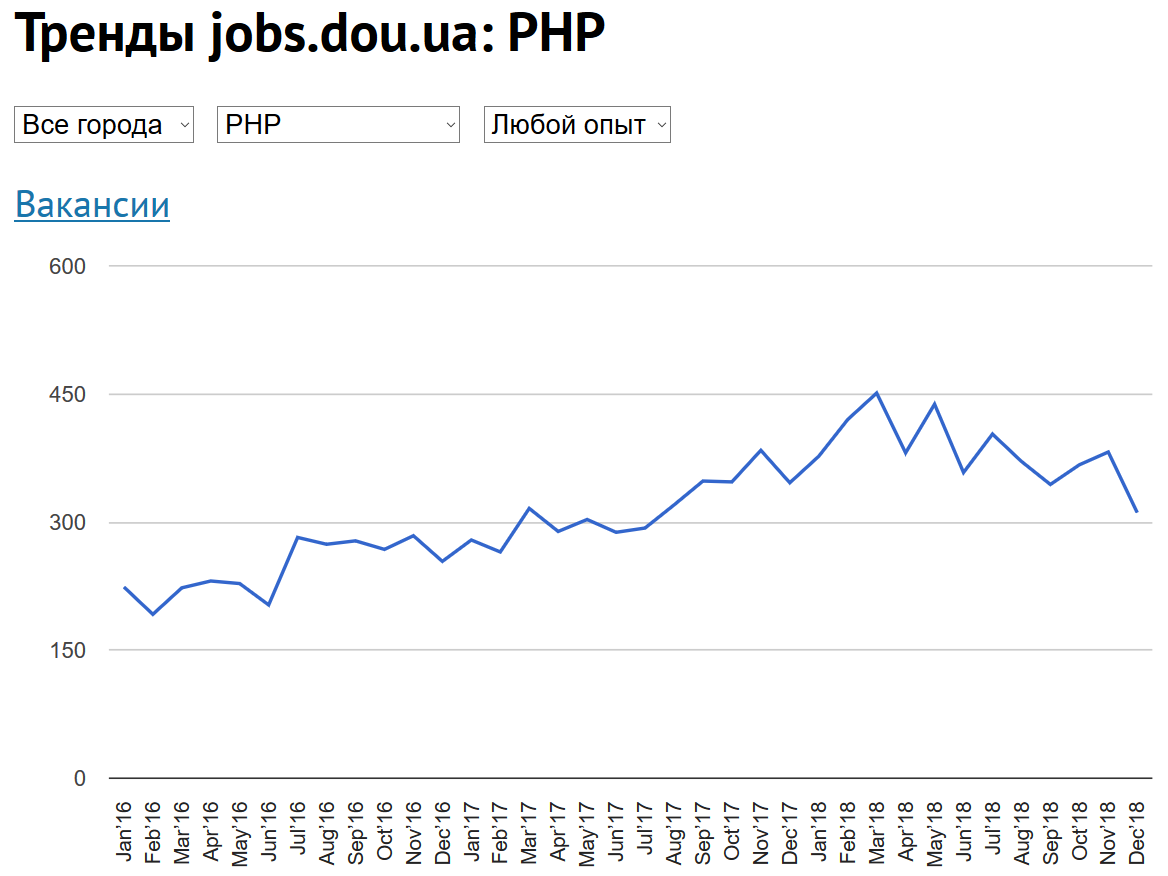 Тренды jobs.dou.ua: PHP
Все города PHP Любой опыт
Вакансии
600
450
300
150
0
Jan'16 Feb'16 Mar'16 Apr'16 May'16 Jun'16 Jul'16 Aug'16 Sep'16 Oct'16 Nov'16 Dec'16 Jan'17 Feb'17 Mar'17 Apr'17 May'17 Jun'17 Jul'17 Aug'17 Sep'17 Oct'17 Nov'17 Dec'17 Jan'18 Feb'18 Mar'18 Apr'18 May'18 Jun'18 Jul'18 Aug'18 Sep'18 Oct'18 Nov'18 Dec'18